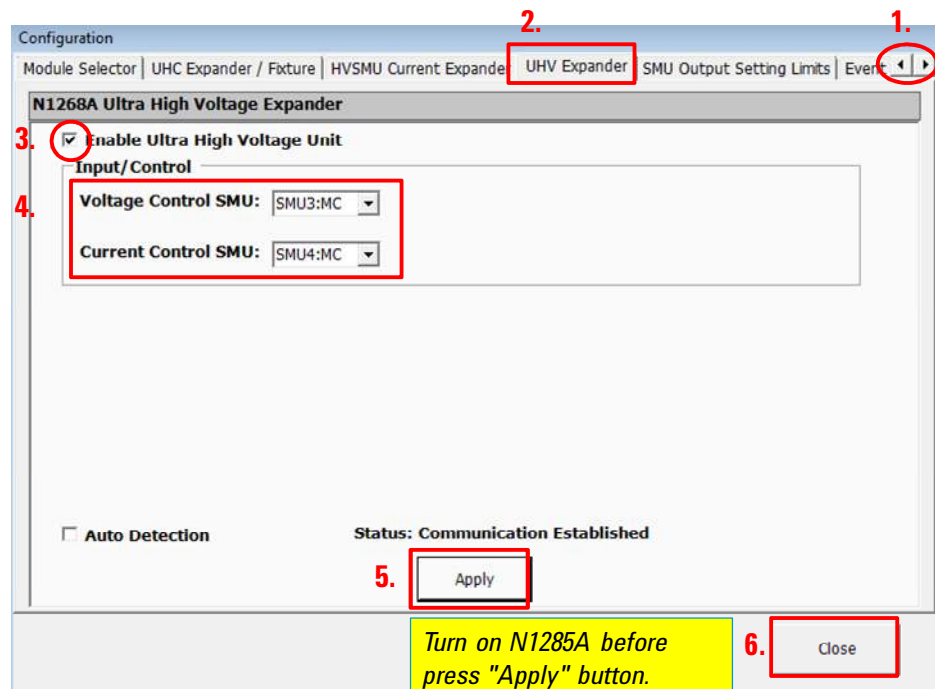 2.
1.
Configuration
Module Selector UHC Expander / Fixture HVSMU Current Expander UHV Expander SMU Output Setting Limits Event
N1268A Ultra High Voltage Expander
3.
Enable Ultra High Voltage Unit
Input/Control
4.
Voltage Control SMU: SMU3:MC
Current Control SMU: SMU4:MC
Auto Detection Status: Communication Established
5. Apply
Turn on N1285A before
press "Apply" button.
6. Close